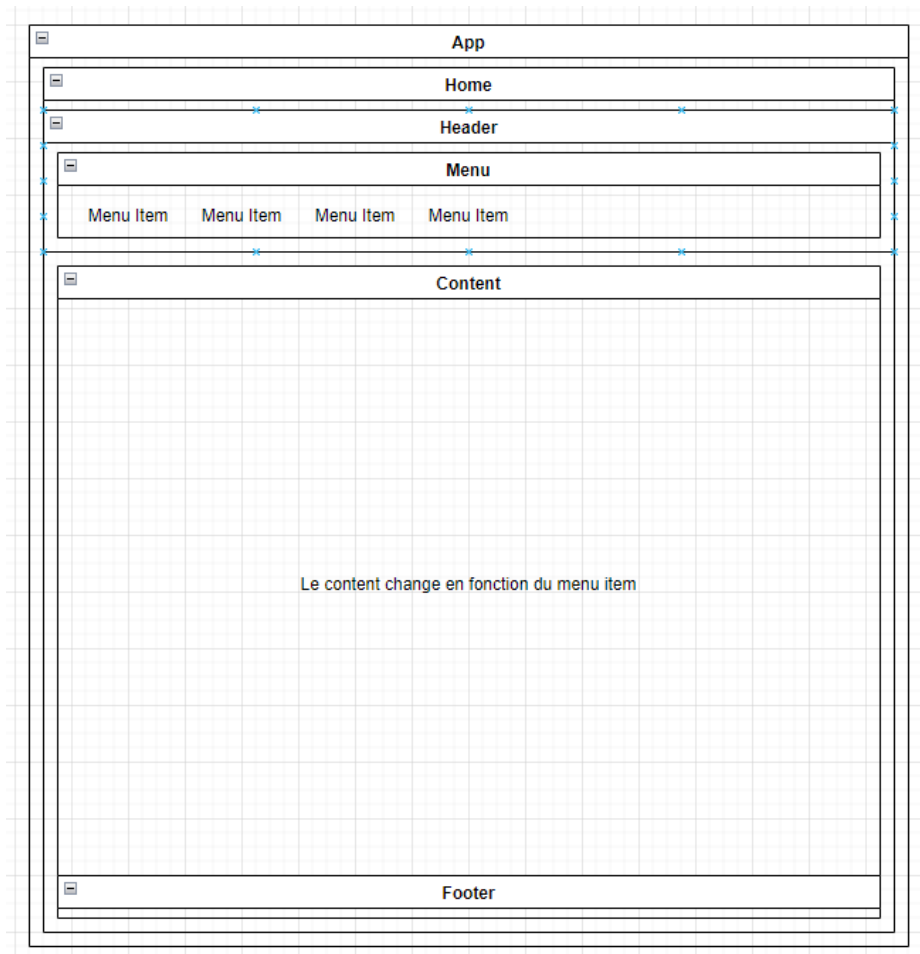 App
Home
Header
Menu
Menu Item Menu Item Menu Item Menu Item
Content
Le content change en fonction du menu item
Footer